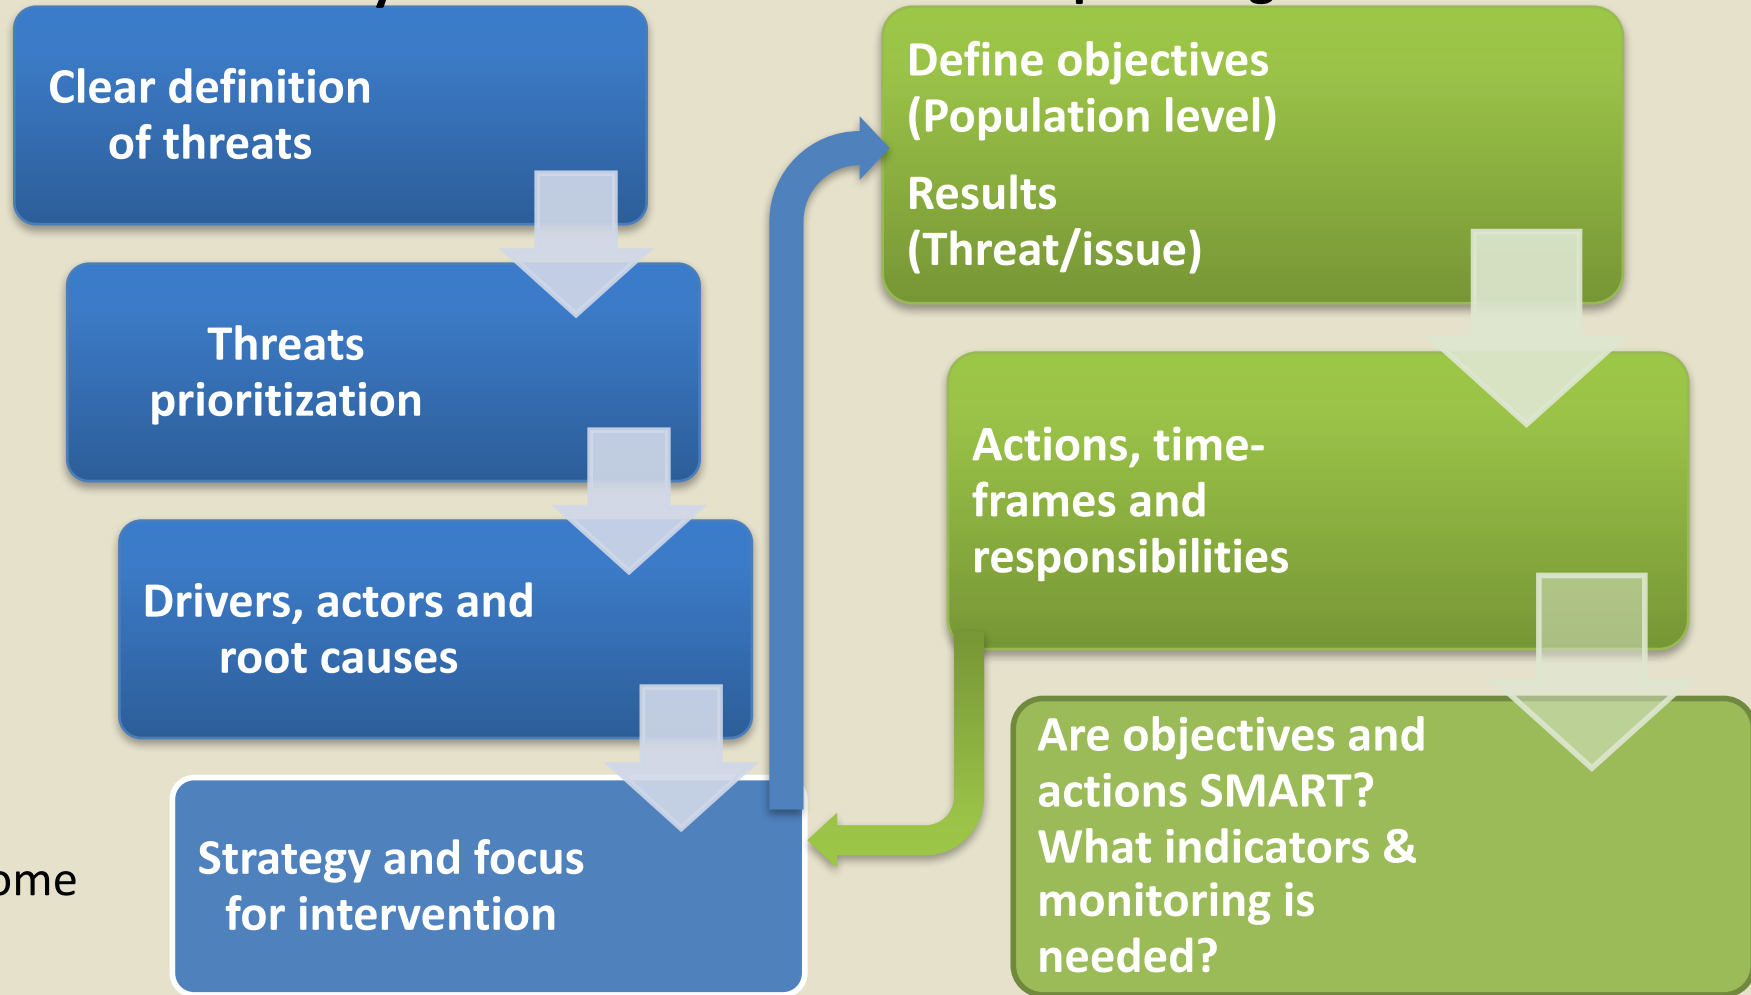 Clear definition
of threats
Threats
prioritization
Drivers, actors and
root causes
Strategy and focus
for intervention
Define objectives
(Population level)
Results
(Threat/issue)
Actions, time-
frames and
responsibilities
Are objectives and
actions SMART?
What indicators &
monitoring is
needed?